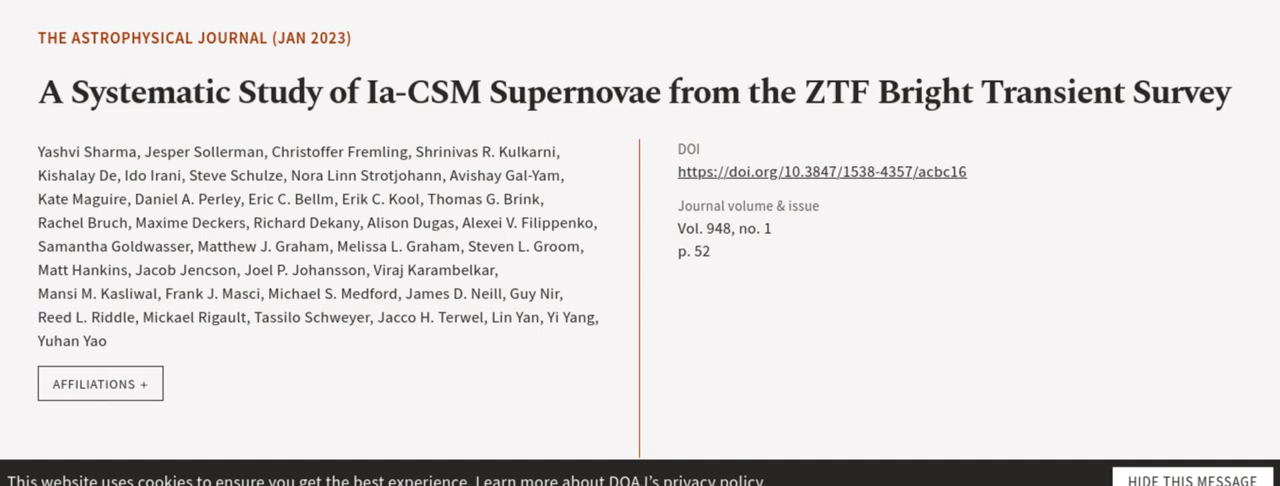 THE ASTROPHYSICAL JOURNAL (JAN 2023)
A Systematic Study of Ia-CSM Supernovae from the ZTF Bright Transient Survey
Yashvi Sharma, Jesper Sollerman, Christoffer Fremling, Shrinivas R. Kulkarni,
Kishalay De, Ido Irani, Steve Schulze, Nora Linn Strotjohann, Avishay Gal-Yam,
Kate Maguire, Daniel A. Perley, Eric C. Bellm, Erik C. Kool, Thomas G. Brink,
Rachel Bruch, Maxime Deckers, Richard Dekany, Alison Dugas, Alexei V. Filippenko,
Samantha Goldwasser, Matthew J. Graham, Melissa L. Graham, Steven L. Groom,
Matt Hankins, Jacob Jencson, Joel P. Johansson, Viraj Karambelkar,
Mansi M. Kasliwal, Frank J. Masci, Michael S. Medford, James D. Neill, Guy Nir,
Reed L. Riddle, Mickael Rigault, Tassilo Schweyer, Jacco H. Terwel, Lin Yan, Yi Yang,
Yuhan Yao
AFFILIATIONS +
DOI
https://doi.org/10.3847/1538-4357/acbc16
Journal volume & issue
Vol. 948, no. 1
p. 52
This website uses cookies to ensure you get the best experience. Learn more about DOAJ's privacy policy.
HIDE THIS MESSAGE